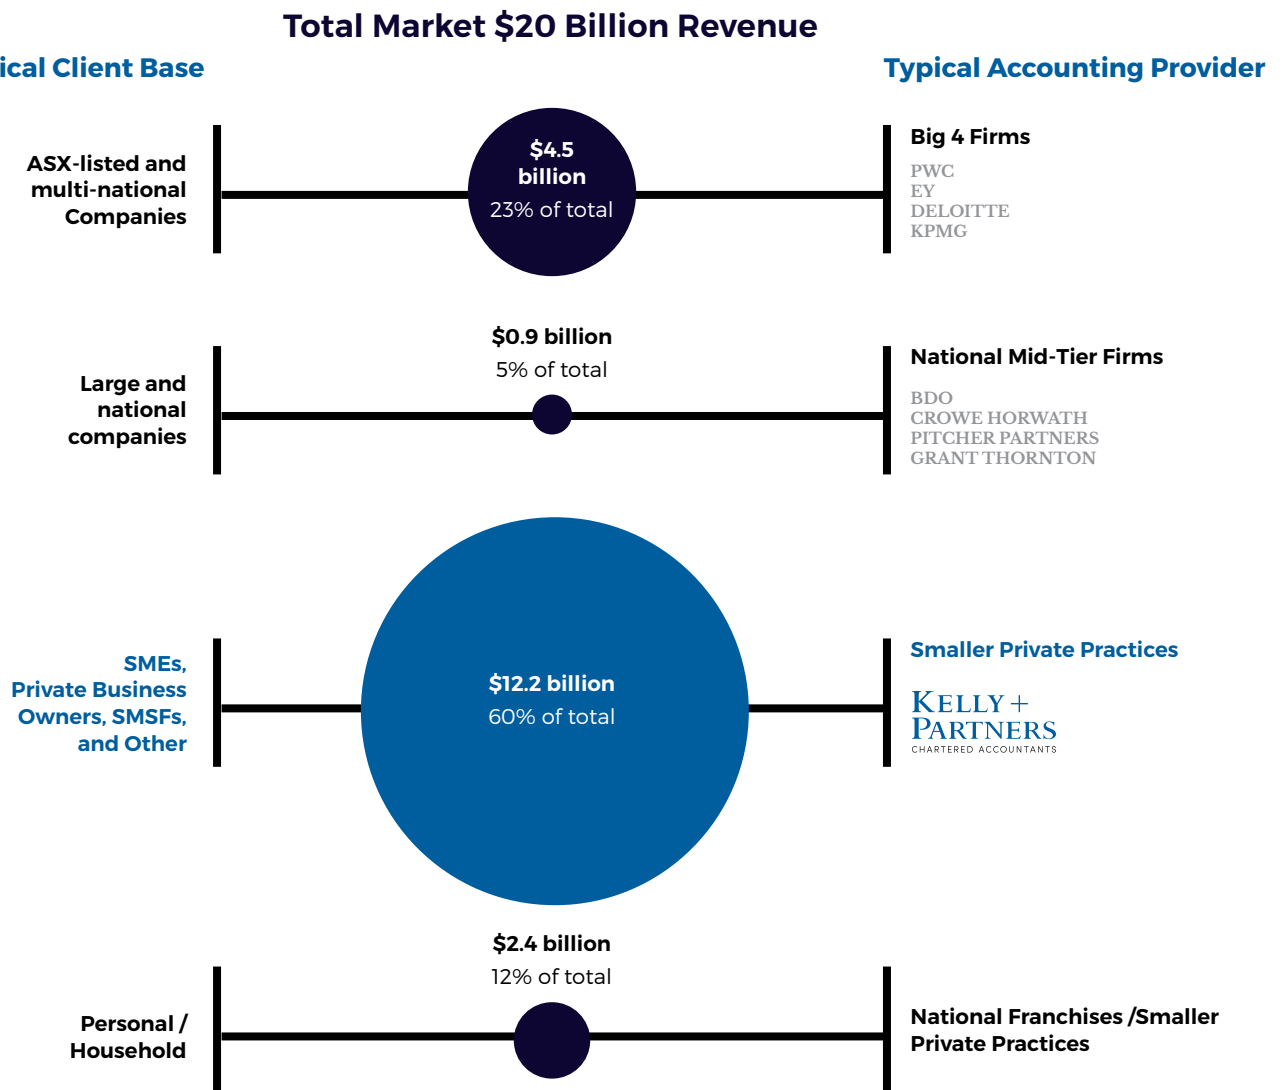 Total Market $20 Billion Revenue
ical Client Base
Typical Accounting Provider
ASX-listed and
multi-national
Companies
$4.5
billion
23% of total
Big 4 Firms
PWC
EY
DELOITTE
KPMG
Large and
national
companies
$0.9 billion
5% of total
National Mid-Tier Firms
BDO
CROWE HORWATH
PITCHER PARTNERS
GRANT THORNTON
SMEs,
Private Business
Owners, SMSFs,
and Other
$12.2 billion
60% of total
Smaller Private Practices
KELLY+
PARTNERS
CHARTERED ACCOUNTANTS
Personal /
Household
$2.4 billion
12% of total
National Franchises /Smaller
Private Practices